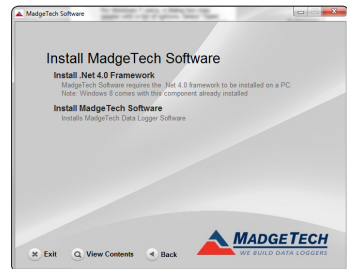 MadgeTech Software
Install MadgeTech Software
Install .Net 4.0 Framework
MadgeTech Software requires the .Net 4.0 framework to be installed on a PC
Note: Windows 8 comes with this component already installed
Install MadgeTech Software
Installs MadgeTech Data Logger Software
Exit
View Contents
Back
MADGETECH
WE BUILD DATA LOGGERS